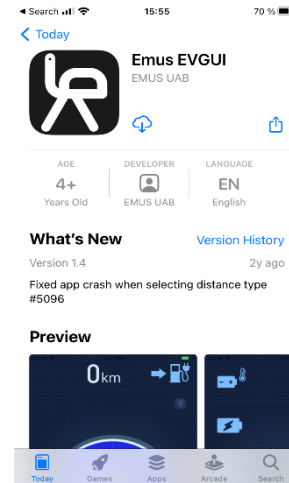 Search 15:55 70 %
Today
Emus EVGUI
EMUS UAB
AGE DEVELOPER LANGUAGE
4+ EN
Years Old EMUS UAB English
What's New Version History
Version 1.4 2y ago
Fixed app crash when selecting distance type
#5096
Preview
0km
Today Games Apps Arcade Search